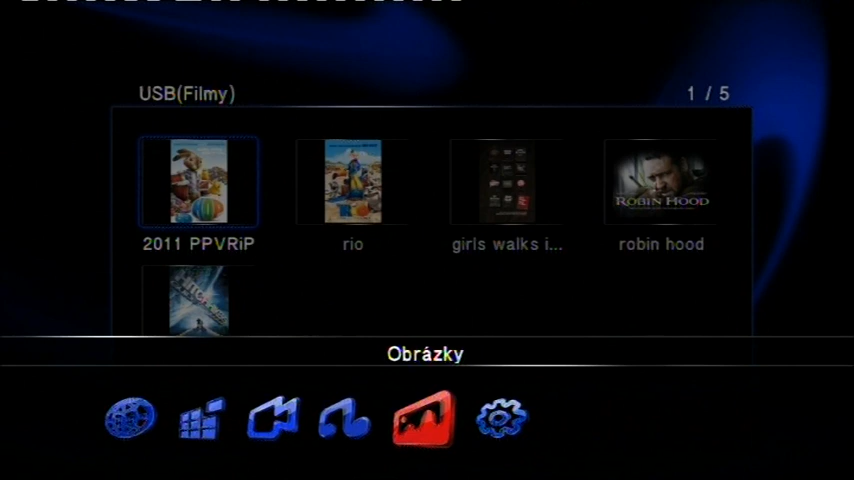 USB(Filmy)
1 / 5
ROBIN HOOD
2011 PPVRiP
rio
girls walks i...
robin hood
Obrázky